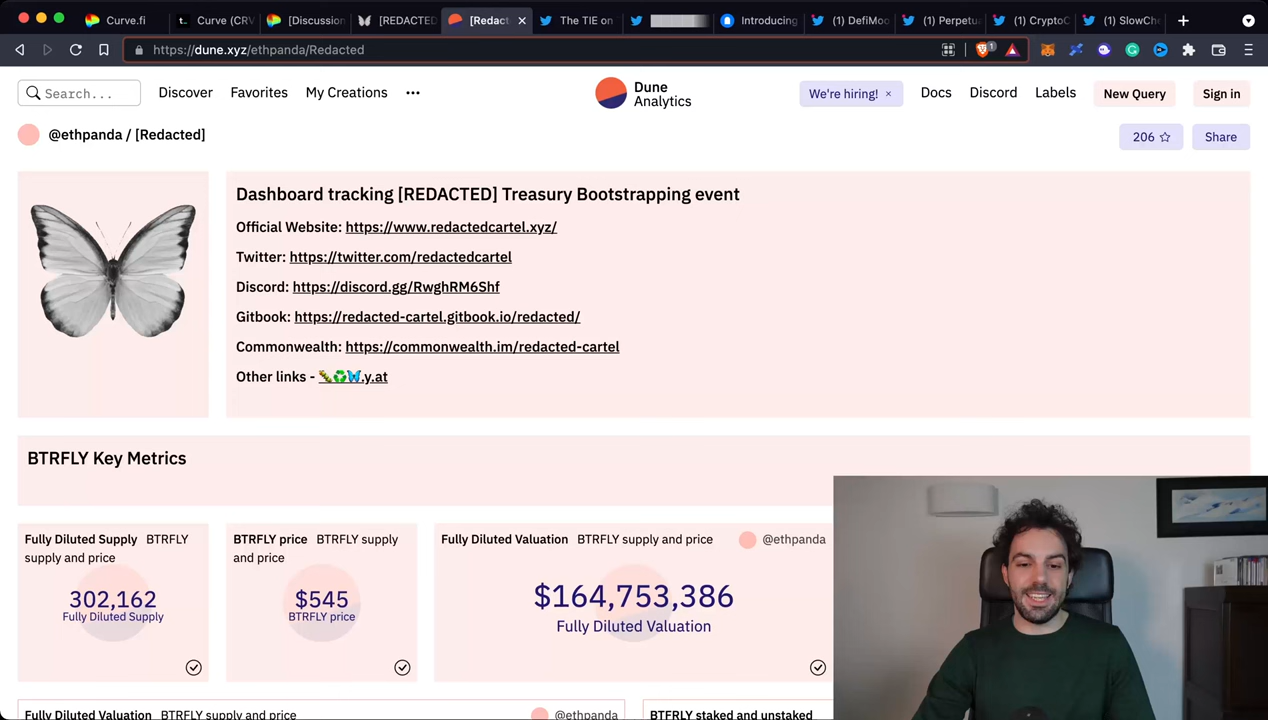 Curve.fi
Curve (CRV
[Discussion
[REDACTED]
[Redact
The TIE on
Introducing
(1) DefiMoo
(1) Perpetua
(1) CryptoC
(1) SlowChe
https://dune.xyz/ethpanda/Redacted
1
Search...
Discover
Favorites
My Creations
Dune
Analytics
We're hiring! ×
Docs
Discord
Labels
New Query
Sign in
@ethpanda / [Redacted]
206
Share
Dashboard tracking [REDACTED] Treasury Bootstrapping event
Official Website: https://www.redactedcartel.xyz/
Twitter: https://twitter.com/redactedcartel
Discord: https://discord.gg/RwghRM6Shf
Gitbook: https://redacted-cartel.gitbook.io/redacted/
Commonwealth: https://commonwealth.im/redacted-cartel
Other links - 🐛♻️🦋.y.at
BTRFLY Key Metrics
Fully Diluted Supply BTRFLY
supply and price
302,162
Fully Diluted Supply
BTRFLY price BTRFLY supply
and price
$545
BTRFLY price
Fully Diluted Valuation BTRFLY supply and price
@ethpanda
$164,753,386
Fully Diluted Valuation
Fully Diluted Valuation BTRFLY supply and price
@ethpanda
BTFRLY staked and unstaked